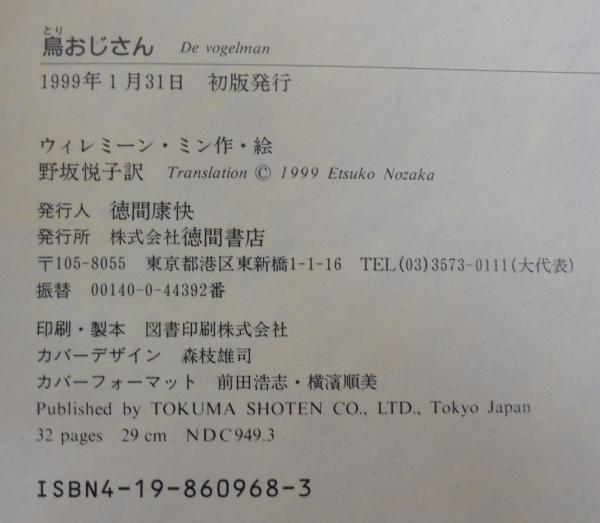 とり
鳥おじさん De vogelman
1999年1月31日 初版発行
ウィレミーン・ミン作・絵
野坂悦子訳 Translation © 1999 Etsuko Nozaka
発行人 徳間康快
発行所 株式会社徳間書店
〒105-8055 東京都港区東新橋1-1-16 TEL(03)3573-0111(大代表)
振替 00140-0-44392番
印刷・製本 図書印刷株式会社
カバーデザイン 森枝雄司
カバーフォーマット 前田浩志・横濱順美
Published by TOKUMA SHOTEN CO., LTD., Tokyo Japan
32 pages 29 cm NDC949.3
ISBN4-19-860968-3